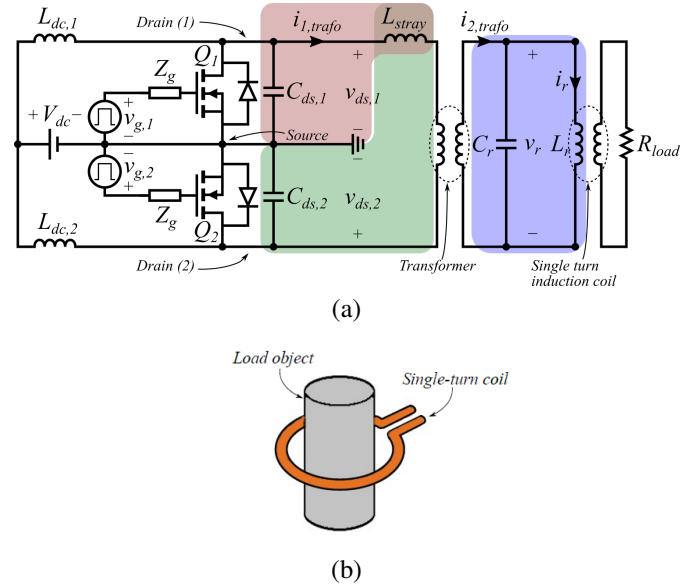 (a)
L_dc,1
Drain (1)
i_1,trafo
L_stray
i_2,trafo
Q_1
+
+
Z_g
i_r
+ V_dc −
+
v_g,1
−
C_ds,1
v_ds,1
Source
−
C_r
v_r
L_r
R_load
−
v_g,2
+
−
C_ds,2
v_ds,2
Z_g
Q_2
L_dc,2
+
−
Drain (2)
Transformer
Single turn
induction coil
(a)
Load object
Single-turn coil
(b)